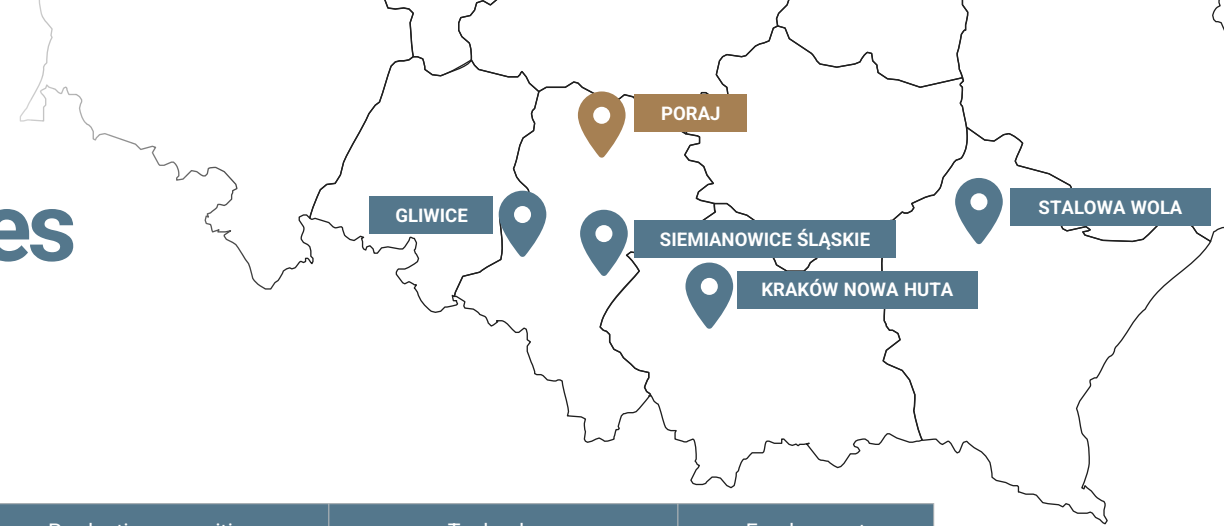 PORAJ
STALOWA WOLA
GLIWICE
es
SIEMIANOWICE ŚLĄSKIE
KRAKÓW NOWA HUTA